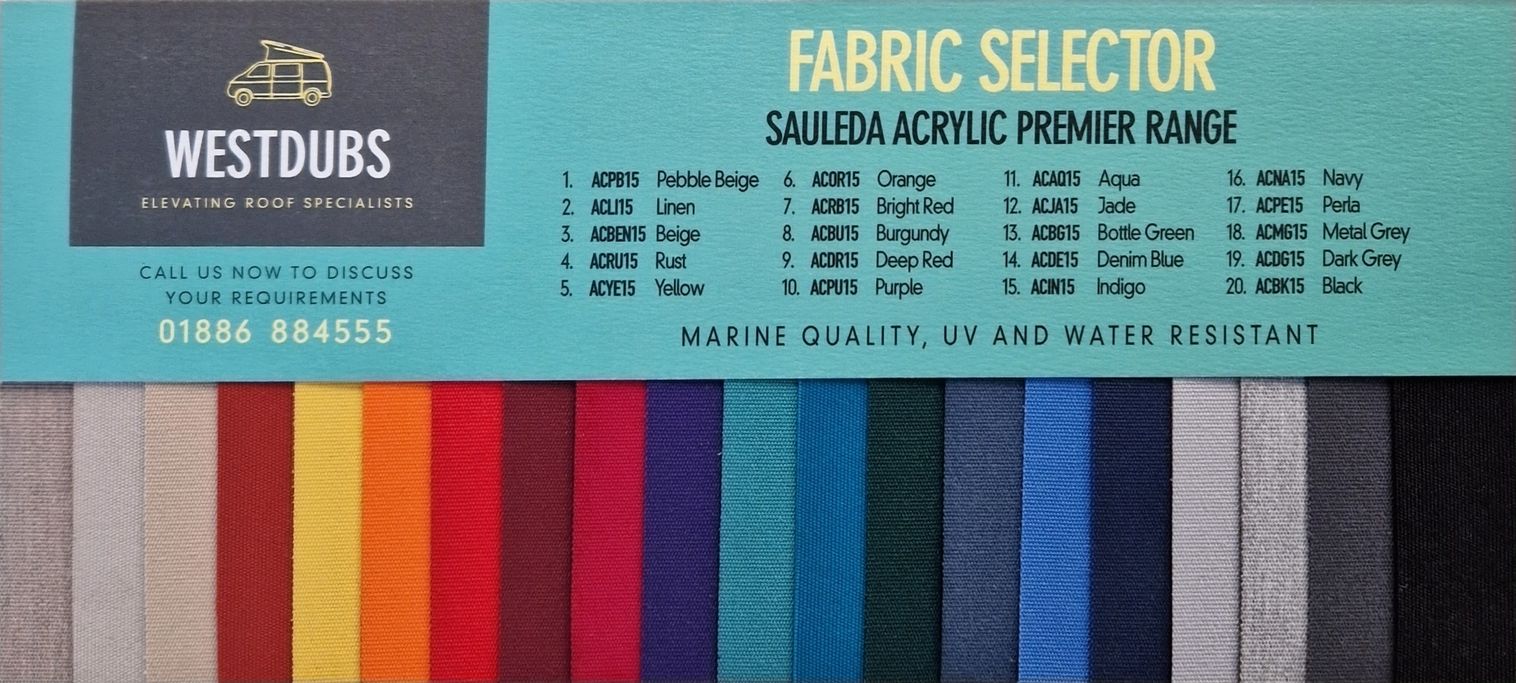 WESTDUBS
ELEVATING ROOF SPECIALISTS
CALL US NOW TO DISCUSS
YOUR REQUIREMENTS
01886 884555
FABRIC SELECTOR
SAULEDA ACRYLIC PREMIER RANGE
1. ACPB15 Pebble Beige
2. ACLI15 Linen
3. ACBEN15 Beige
4. ACRU15 Rust
5. ACYE15 Yellow
6. ACOR15 Orange
7. ACRB15 Bright Red
8. ACBU15 Burgundy
9. ACDR15 Deep Red
10. ACPU15 Purple
11. ACAQ15 Aqua
12. ACJA15 Jade
13. ACBG15 Bottle Green
14. ACDE15 Denim Blue
15. ACIN15 Indigo
16. ACNA15 Navy
17. ACPE15 Perla
18. ACMG15 Metal Grey
19. ACDG15 Dark Grey
20. ACBK15 Black
MARINE QUALITY, UV AND WATER RESISTANT